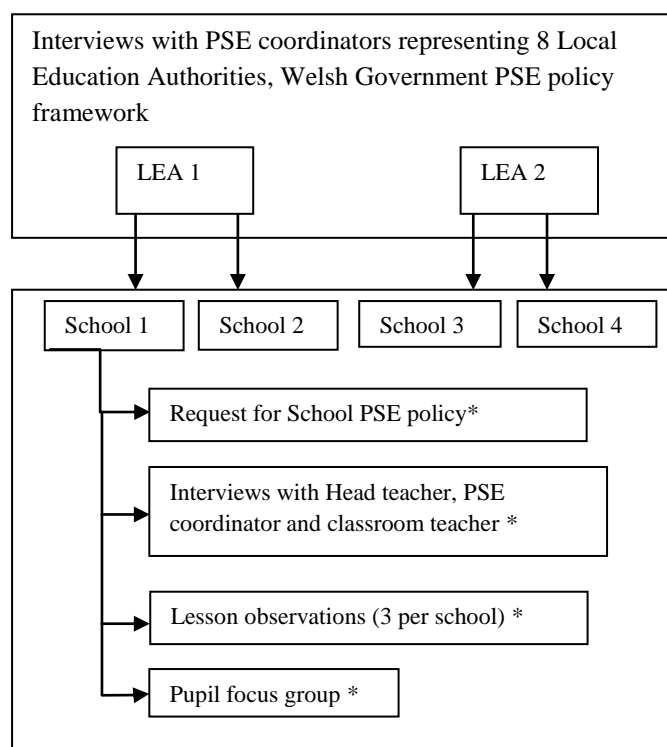 Interviews with PSE coordinators representing 8 Local
Education Authorities, Welsh Government PSE policy
framework
LEA 1
LEA 2
School 1
School 2
School 3
School 4
Request for School PSE policy*
Interviews with Head teacher, PSE
coordinator and classroom teacher *
Lesson observations (3 per school) *
Pupil focus group *